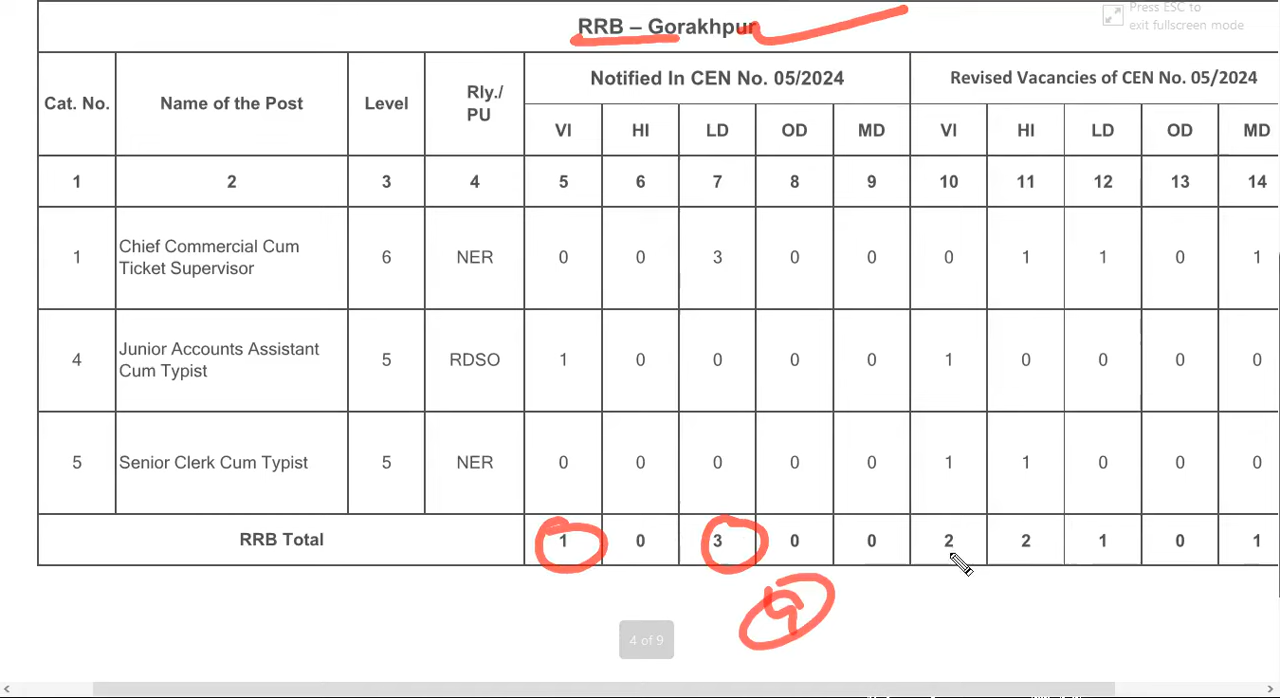 Press ESC to
exit fullscreen mode
RRB – Gorakhpur
Cat. No. Name of the Post Level Rly./ PU Notified In CEN No. 05/2024 Revised Vacancies of CEN No. 05/2024
VI HI LD OD MD VI HI LD OD MD
1 2 3 4 5 6 7 8 9 10 11 12 13 14
1 Chief Commercial Cum Ticket Supervisor 6 NER 0 0 3 0 0 0 1 1 0 1
4 Junior Accounts Assistant Cum Typist 5 RDSO 1 0 0 0 0 1 0 0 0 0
5 Senior Clerk Cum Typist 5 NER 0 0 0 0 0 1 1 0 0 0
RRB Total 1 0 3 0 0 2 2 1 0 1
4 of 9